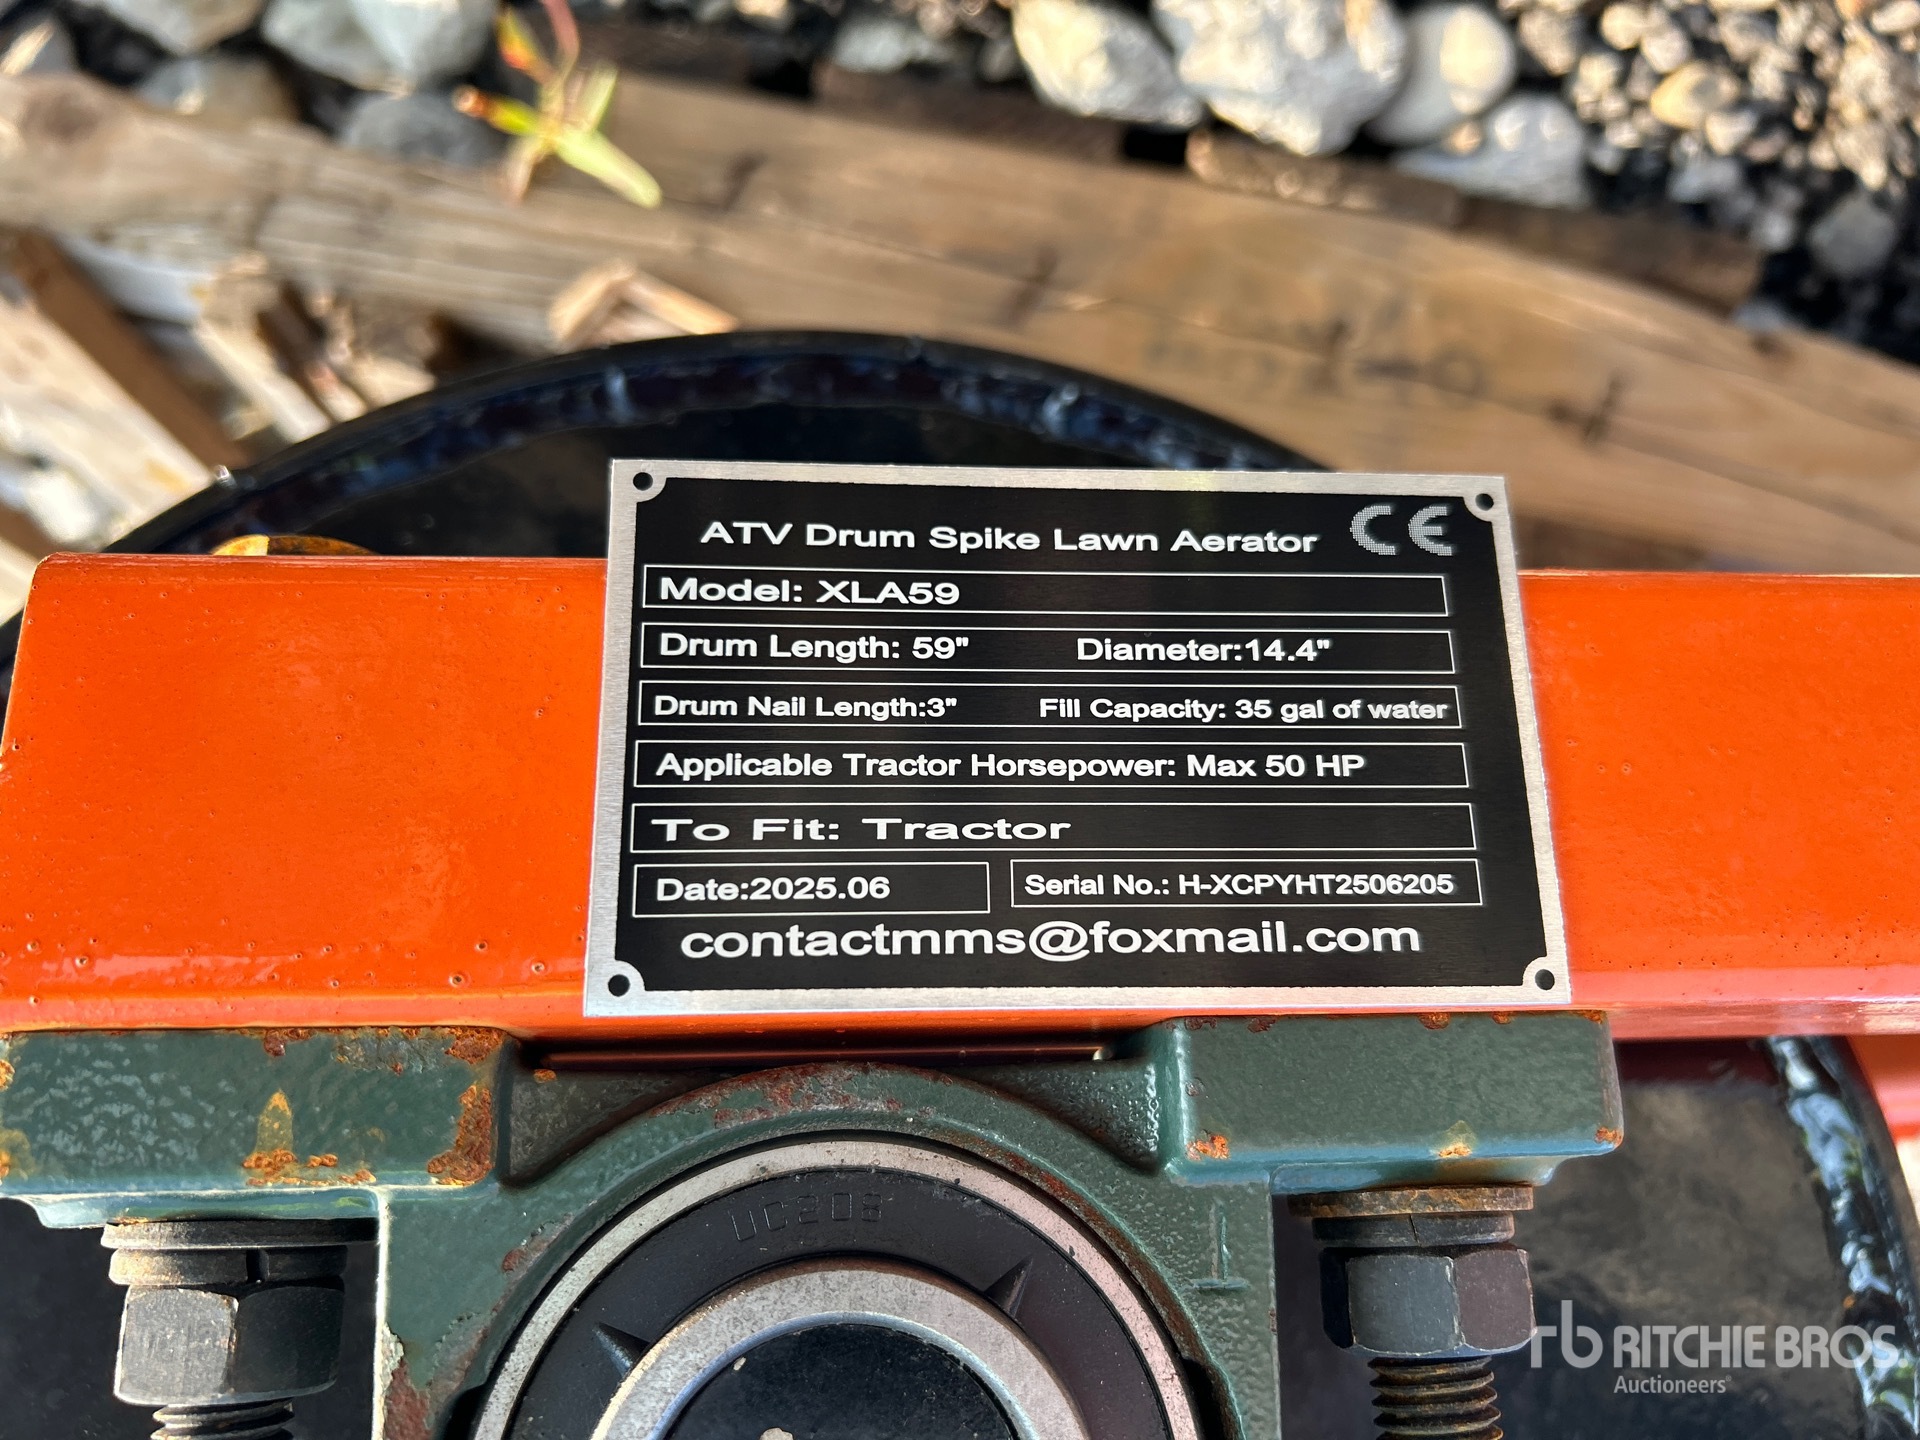 ATV Drum Spike Lawn Aerator CE
Model: XLA59
Drum Length: 59" Diameter:14.4"
Drum Nail Length:3" Fill Capacity: 35 gal of water
Applicable Tractor Horsepower: Max 50 HP
To Fit: Tractor
Date:2025.06 Serial No.: H-XCPYHT2506205
contactmms@foxmail.com
UC208
rb RITCHIE BROS.
Auctioneers